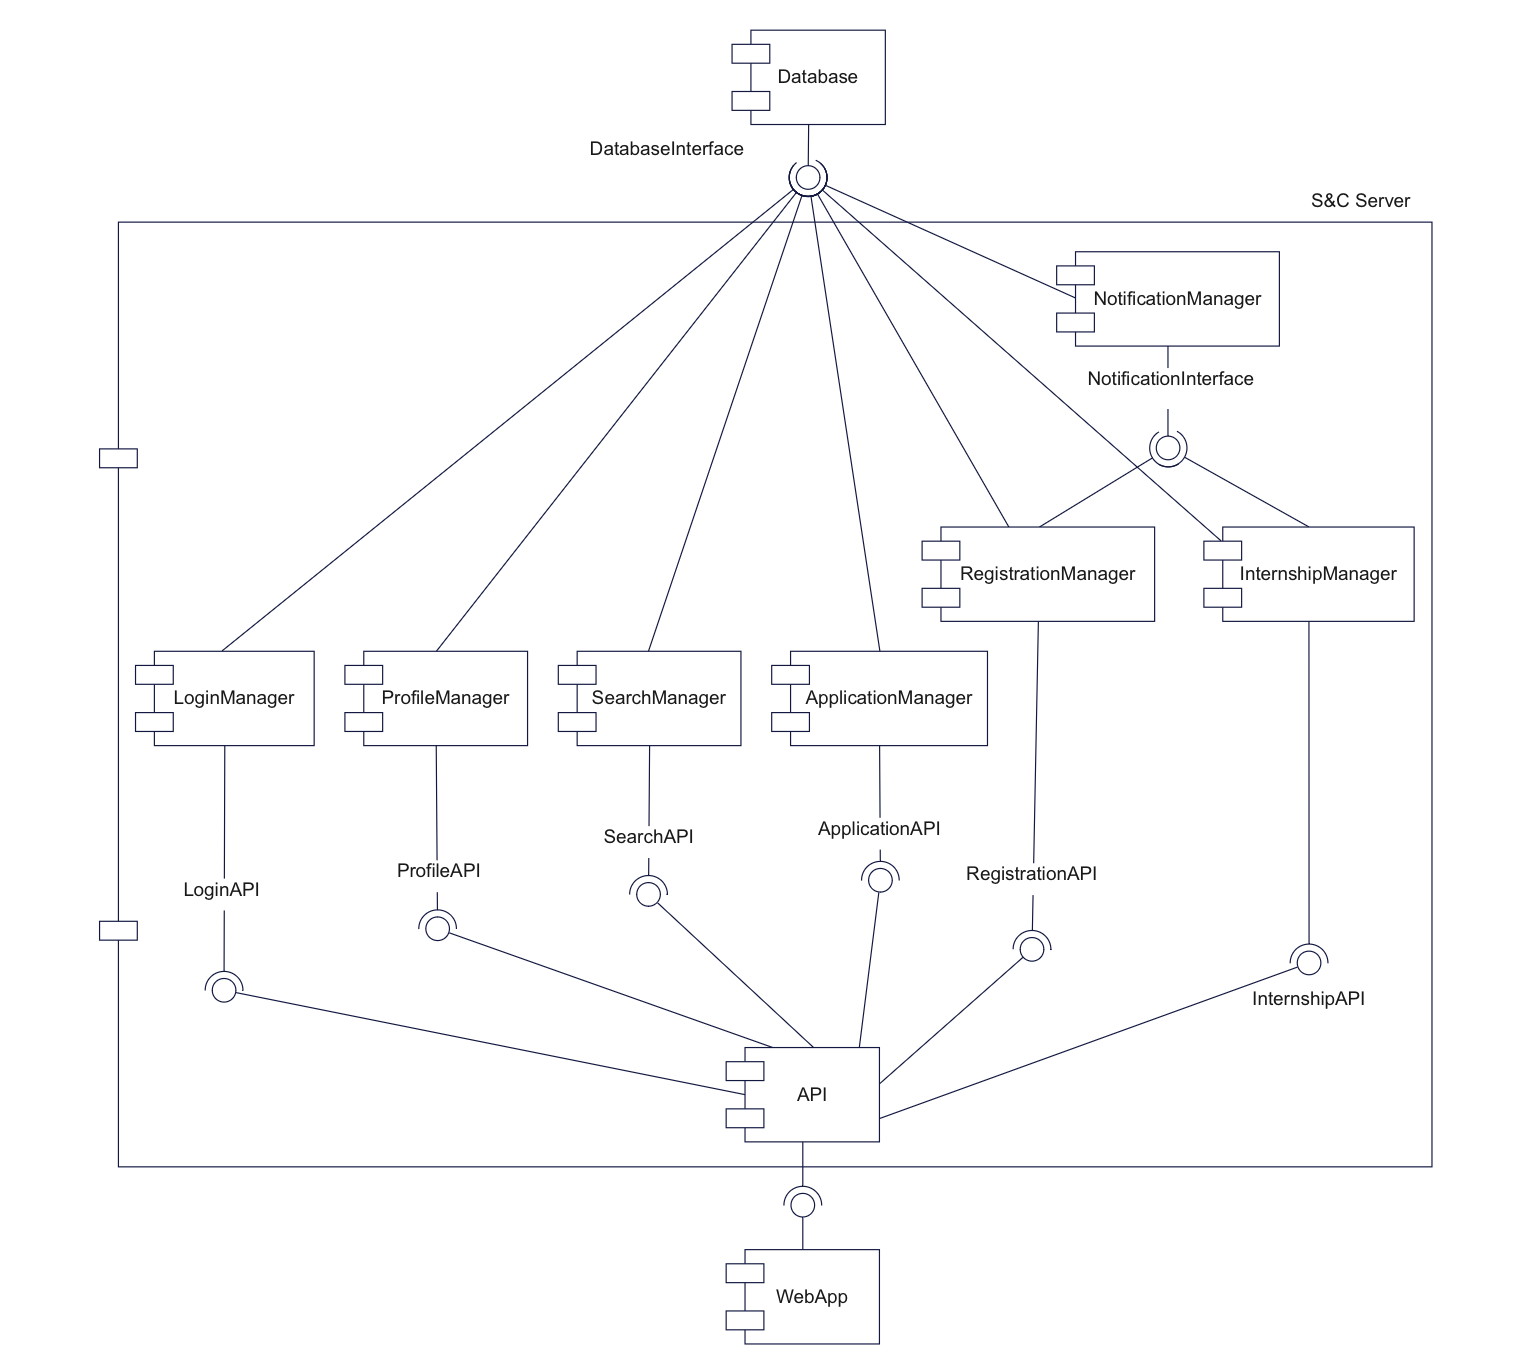 Database
DatabaseInterface
S&C Server
NotificationManager
NotificationInterface
RegistrationManager
InternshipManager
LoginManager
ProfileManager
SearchManager
ApplicationManager
ApplicationAPI
SearchAPI
ProfileAPI
RegistrationAPI
LoginAPI
InternshipAPI
API
WebApp